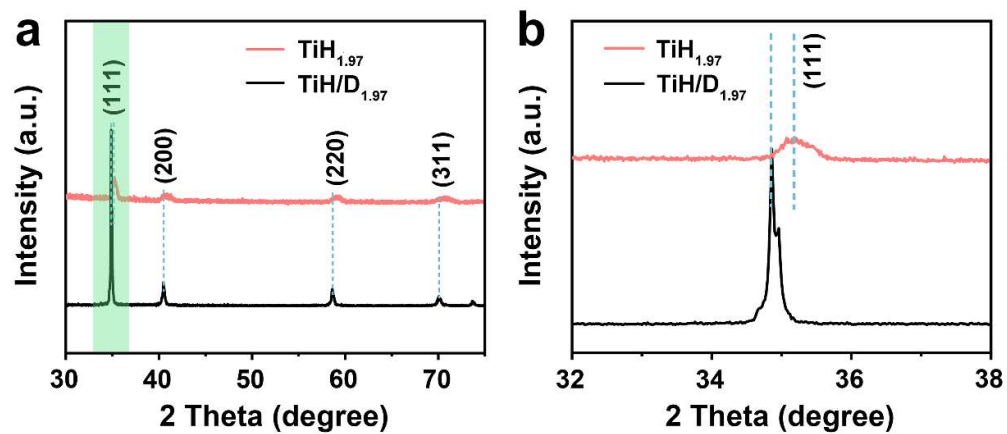 a
TiH1.97
TiH/D1.97
(111)
(200)
(220)
(311)
Intensity (a.u.)
30 40 50 60 70
2 Theta (degree)
b
TiH1.97
TiH/D1.97
(111)
Intensity (a.u.)
32 34 36 38
2 Theta (degree)